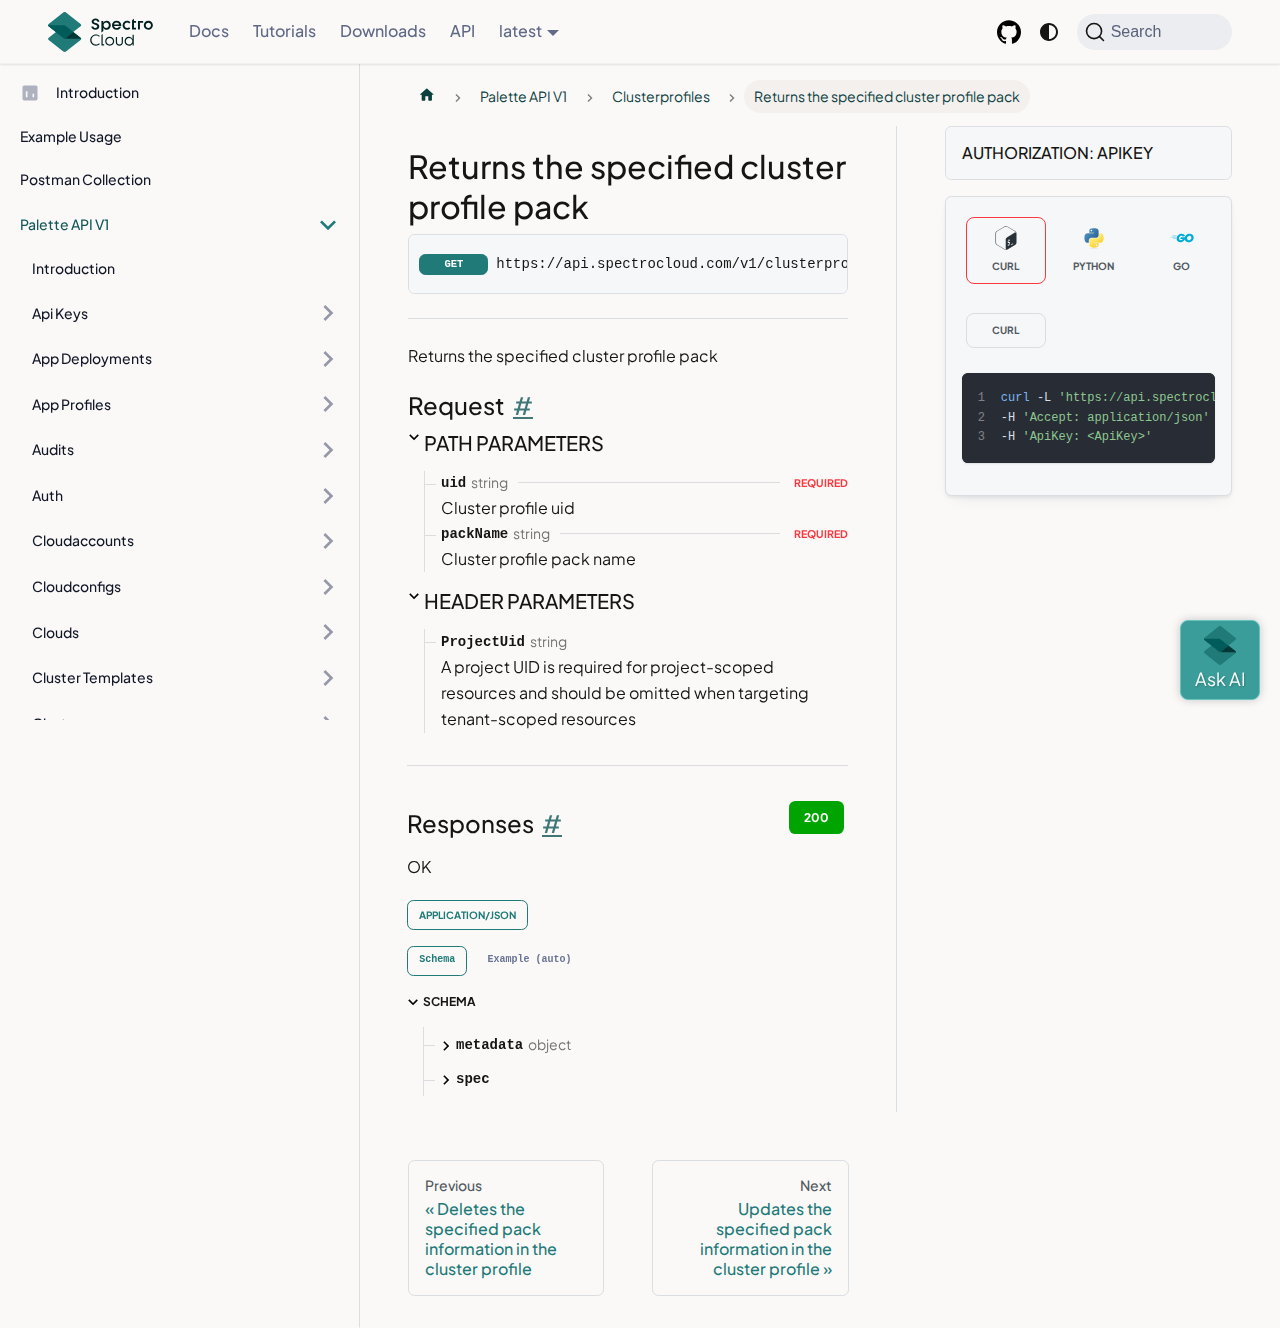 Spectro
Cloud
Docs
Tutorials
Downloads
API
latest
Search
Introduction
Example Usage
Postman Collection
Palette API V1
Introduction
Api Keys
App Deployments
App Profiles
Audits
Auth
Cloudaccounts
Cloudconfigs
Clouds
Cluster Templates
Palette API V1
Clusterprofiles
Returns the specified cluster profile pack
Returns the specified cluster
profile pack
GET https://api.spectrocloud.com/v1/clusterpro
Returns the specified cluster profile pack
Request #
PATH PARAMETERS
uid string REQUIRED
Cluster profile uid
packName string REQUIRED
Cluster profile pack name
HEADER PARAMETERS
ProjectUid string
A project UID is required for project-scoped
resources and should be omitted when targeting
tenant-scoped resources
Responses #
200
OK
APPLICATION/JSON
Schema
Example (auto)
SCHEMA
metadata object
spec
Previous
« Deletes the
specified pack
information in the
cluster profile
Next
Updates the
specified pack
information in the
cluster profile »
AUTHORIZATION: APIKEY
CURL
PYTHON
GO
CURL
1 curl -L 'https://api.spectrocl
2 -H 'Accept: application/json'
3 -H 'ApiKey: <ApiKey>'
Ask AI